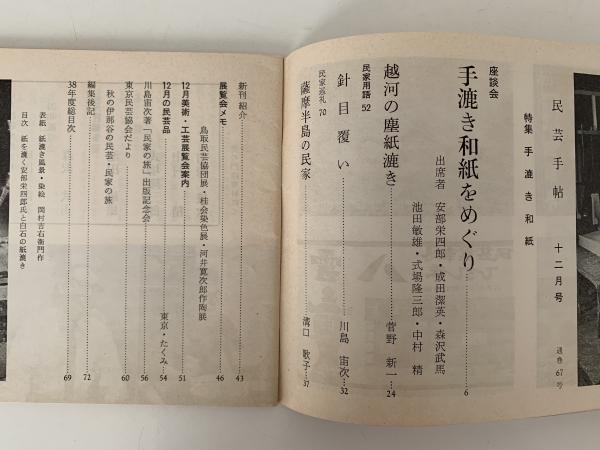 民芸手帖 十二月号 通巻67号
特集 手漉き和紙
座談会
手漉き和紙をめぐり……6
出席者 安部栄四郎・成田潔英・森沢武馬
池田敏雄・式場隆三郎・中村 精
越河の塵紙漉き……菅野 新一…24
民家用語 52
針目覆い……川島 宙次…32
民家巡礼 70
薩摩半島の民家……溝口 歌子…37
新刊紹介……43
展覧会メモ……46
鳥取民芸協団展・桂会染色展・河井寛次郎作陶展
12月美術・工芸展覧会案内……51
12月の民芸品……東京・たくみ…54
川島宙次著「民家の旅」出版記念会……56
東京民芸協会だより……60
秋の伊那谷の民芸・民家の旅
編集後記……72
38年度総目次……69
表紙 紙漉き風景・染絵 岡村吉右衛門作
目次 紙を漉く安部栄四郎氏と白石の紙漉き